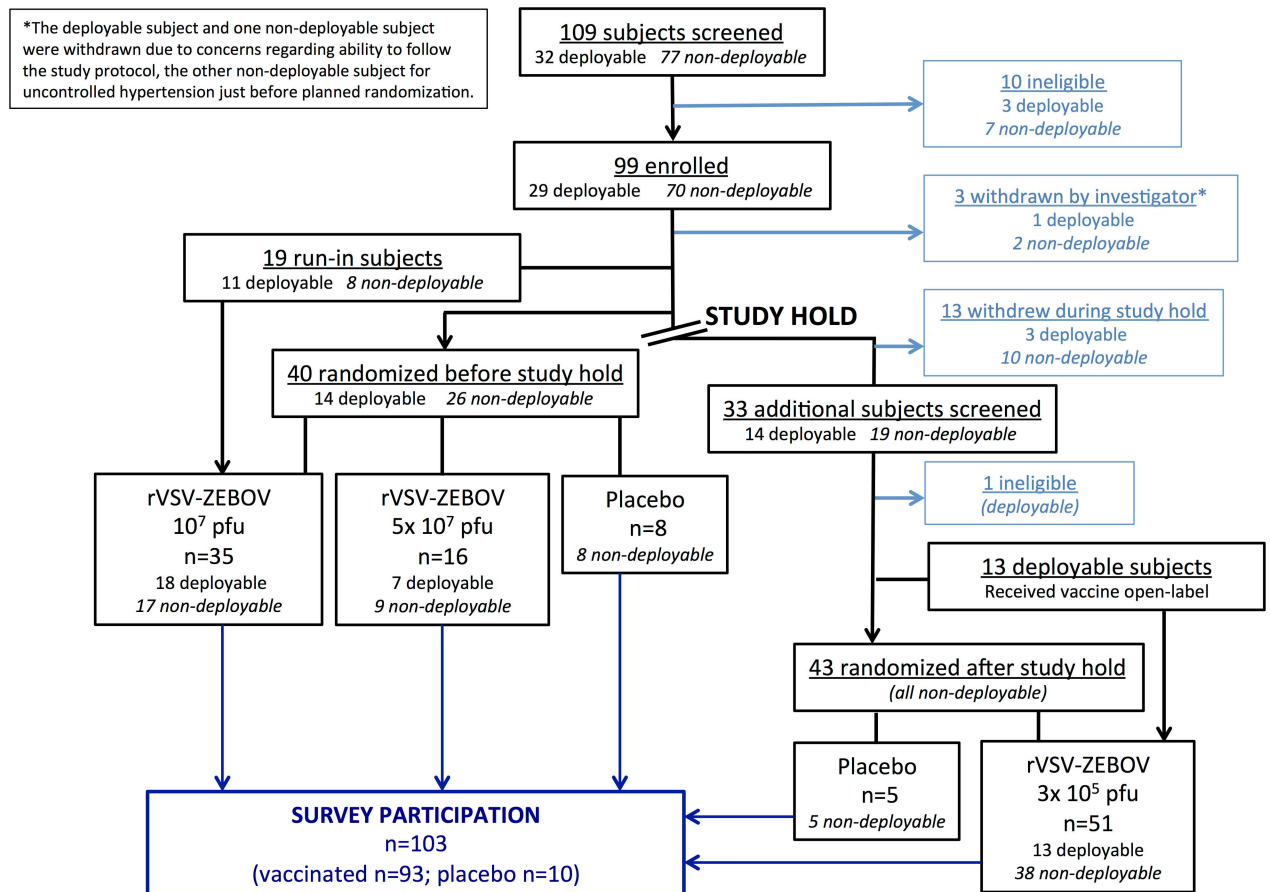 *The deployable subject and one non-deployable subject
were withdrawn due to concerns regarding ability to follow
the study protocol, the other non-deployable subject for
uncontrolled hypertension just before planned randomization.
109 subjects screened
32 deployable 77 non-deployable
10 ineligible
3 deployable
7 non-deployable
99 enrolled
29 deployable 70 non-deployable
3 withdrawn by investigator*
1 deployable
2 non-deployable
19 run-in subjects
11 deployable 8 non-deployable
STUDY HOLD
13 withdrew during study hold
3 deployable
10 non-deployable
40 randomized before study hold
14 deployable 26 non-deployable
33 additional subjects screened
14 deployable 19 non-deployable
1 ineligible
(deployable)
rVSV-ZEBOV
10⁷ pfu
n=35
18 deployable
17 non-deployable
rVSV-ZEBOV
5x 10⁷ pfu
n=16
7 deployable
9 non-deployable
Placebo
n=8
8 non-deployable
13 deployable subjects
Received vaccine open-label
43 randomized after study hold
(all non-deployable)
Placebo
n=5
5 non-deployable
rVSV-ZEBOV
3x 10⁵ pfu
n=51
13 deployable
38 non-deployable
SURVEY PARTICIPATION
n=103
(vaccinated n=93; placebo n=10)